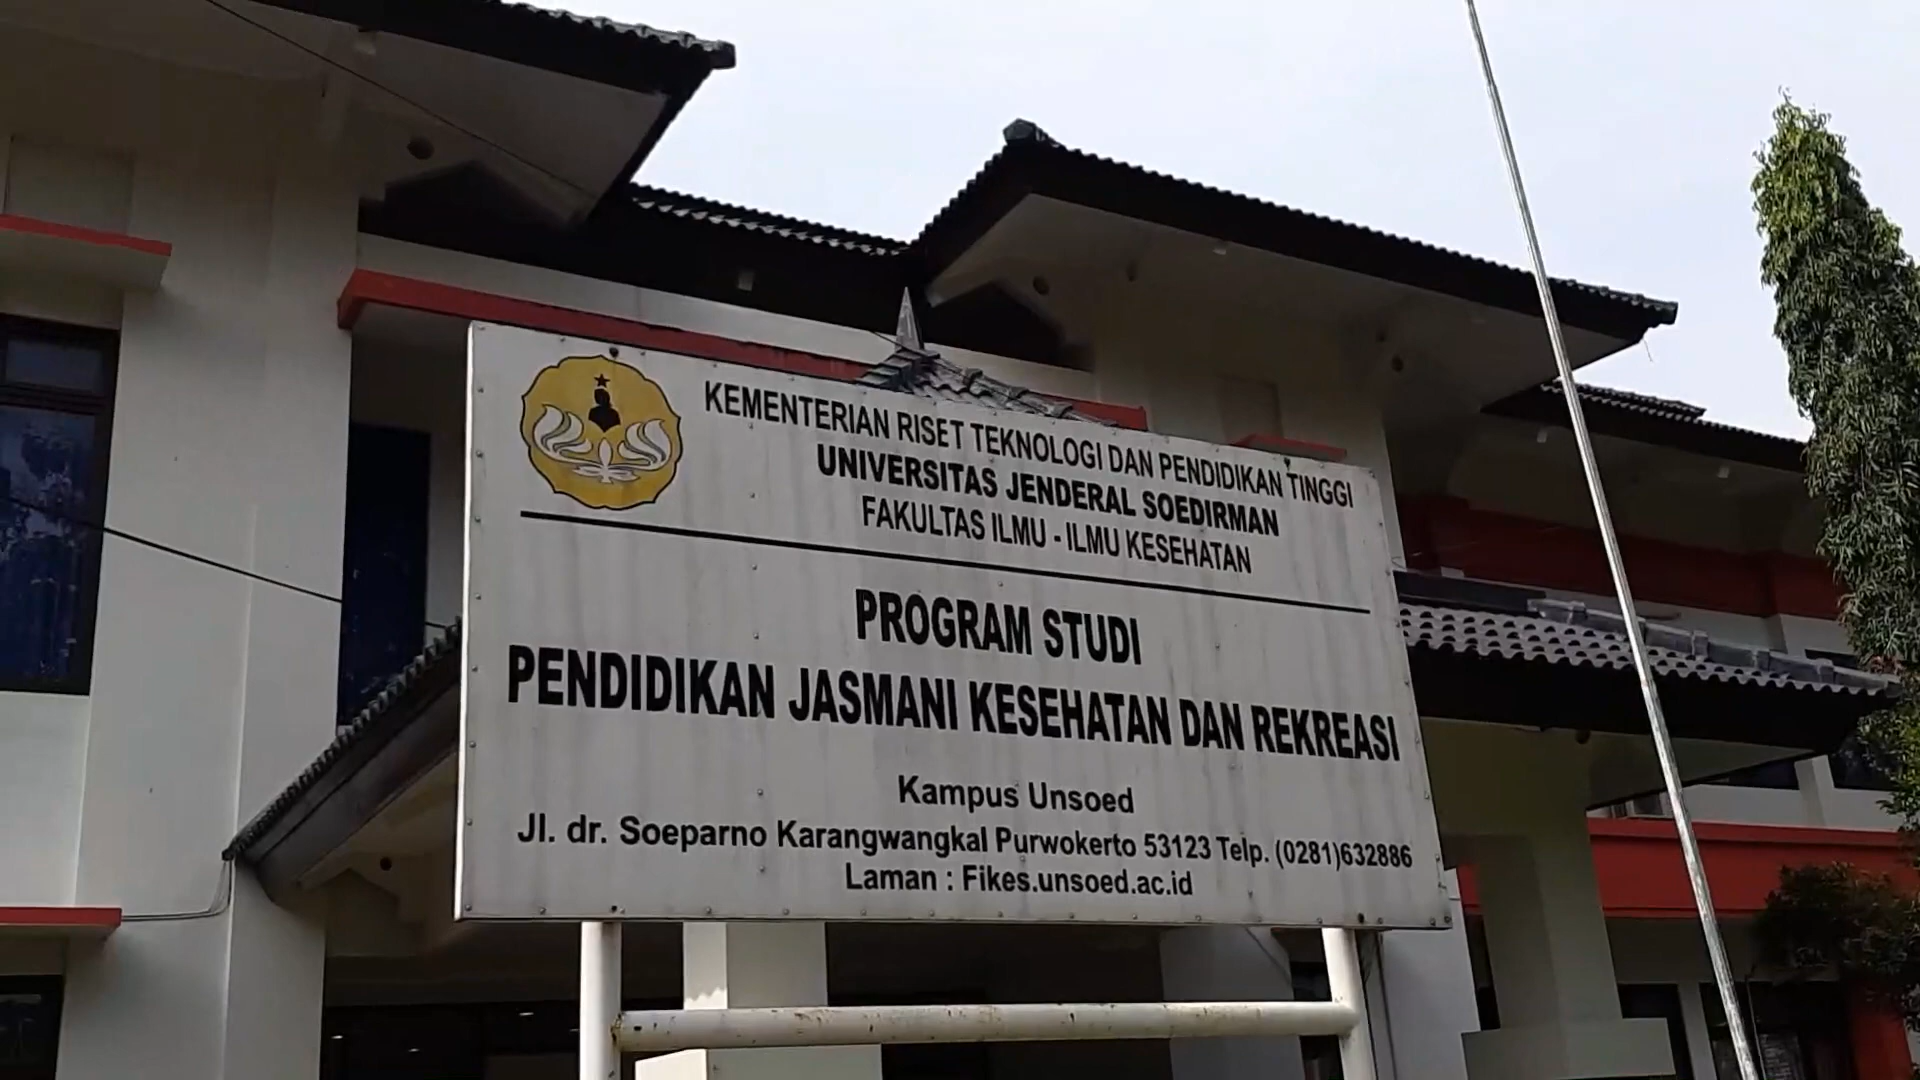 KEMENTERIAN RISET TEKNOLOGI DAN PENDIDIKAN TINGGI
UNIVERSITAS JENDERAL SOEDIRMAN
FAKULTAS ILMU - ILMU KESEHATAN
PROGRAM STUDI
PENDIDIKAN JASMANI KESEHATAN DAN REKREASI
Kampus Unsoed
Jl. dr. Soeparno Karangwangkal Purwokerto 53123 Telp. (0281)632886
Laman : Fikes.unsoed.ac.id